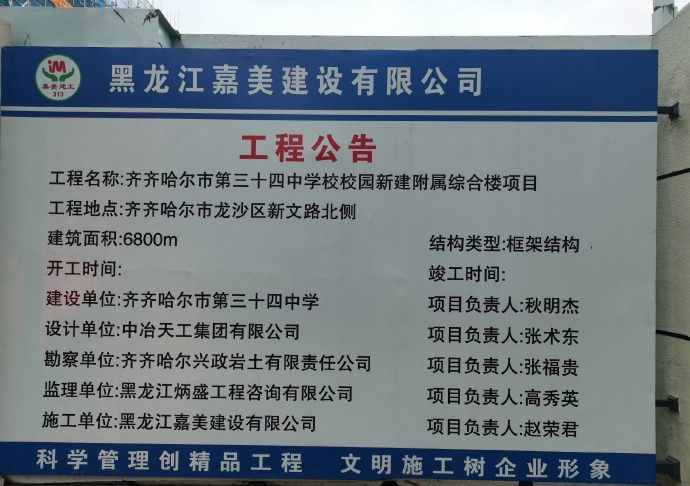 JM
嘉美建工
313
黑龙江嘉美建设有限公司
工程公告
工程名称:齐齐哈尔市第三十四中学校校园新建附属综合楼项目
工程地点:齐齐哈尔市龙沙区新文路北侧
建筑面积:6800m 结构类型:框架结构
开工时间: 竣工时间:
建设单位:齐齐哈尔市第三十四中学 项目负责人:秋明杰
设计单位:中冶天工集团有限公司 项目负责人:张术东
勘察单位:齐齐哈尔兴政岩土有限责任公司 项目负责人:张福贵
监理单位:黑龙江炳盛工程咨询有限公司 项目负责人:高秀英
施工单位:黑龙江嘉美建设有限公司 项目负责人:赵荣君
科学管理创精品工程 文明施工树企业形象